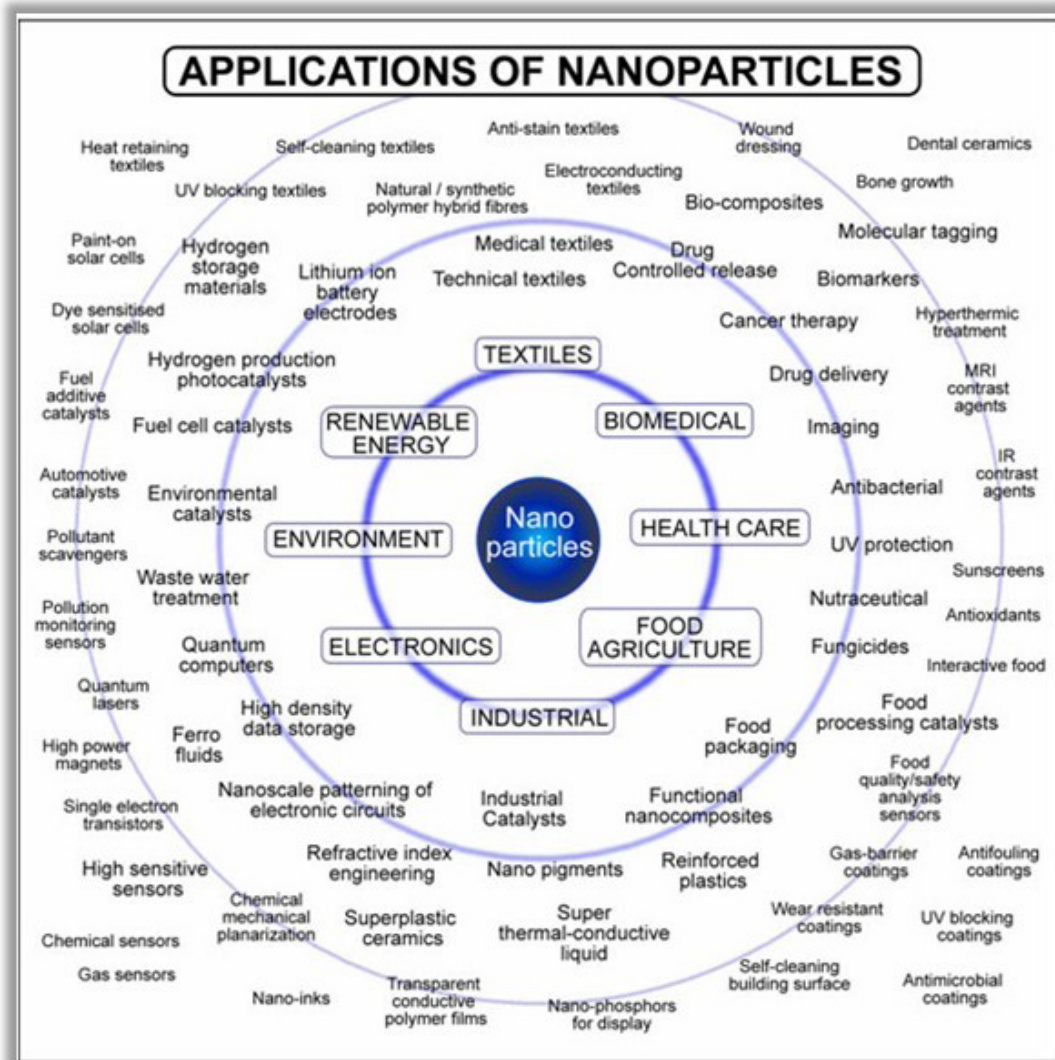 APPLICATIONS OF NANOPARTICLES
Anti-stain textiles
Wound
dressing
Dental ceramics
Heat retaining
textiles
Self-cleaning textiles
Electroconducting
textiles
Bone growth
UV blocking textiles
Natural / synthetic
polymer hybrid fibres
Bio-composites
Molecular tagging
Paint-on
solar cells
Hydrogen
storage
materials
Lithium ion
battery
electrodes
Medical textiles
Technical textiles
Drug
Controlled release
Biomarkers
Dye sensitised
solar cells
Cancer therapy
Hyperthermic
treatment
Hydrogen production
photocatalysts
TEXTILES
Drug delivery
MRI
contrast
agents
Fuel
additive
catalysts
Fuel cell catalysts
RENEWABLE
ENERGY
BIOMEDICAL
Imaging
IR
contrast
agents
Automotive
catalysts
Environmental
catalysts
Antibacterial
Nano
particles
ENVIRONMENT
HEALTH CARE
Pollutant
scavengers
UV protection
Sunscreens
Waste water
treatment
Nutraceutical
Antioxidants
Pollution
monitoring
sensors
Quantum
computers
ELECTRONICS
FOOD
AGRICULTURE
Fungicides
Interactive food
Quantum
lasers
High density
data storage
INDUSTRIAL
Food
processing catalysts
High power
magnets
Ferro
fluids
Food
packaging
Food
quality/safety
analysis
sensors
Single electron
transistors
Nanoscale patterning of
electronic circuits
Industrial
Catalysts
Functional
nanocomposites
High sensitive
sensors
Refractive index
engineering
Nano pigments
Reinforced
plastics
Gas-barrier
coatings
Antifouling
coatings
Chemical
mechanical
planarization
Superplastic
ceramics
Super
thermal-conductive
liquid
Wear resistant
coatings
UV blocking
coatings
Chemical sensors
Gas sensors
Self-cleaning
building surface
Antimicrobial
coatings
Nano-inks
Transparent
conductive
polymer films
Nano-phosphors
for display